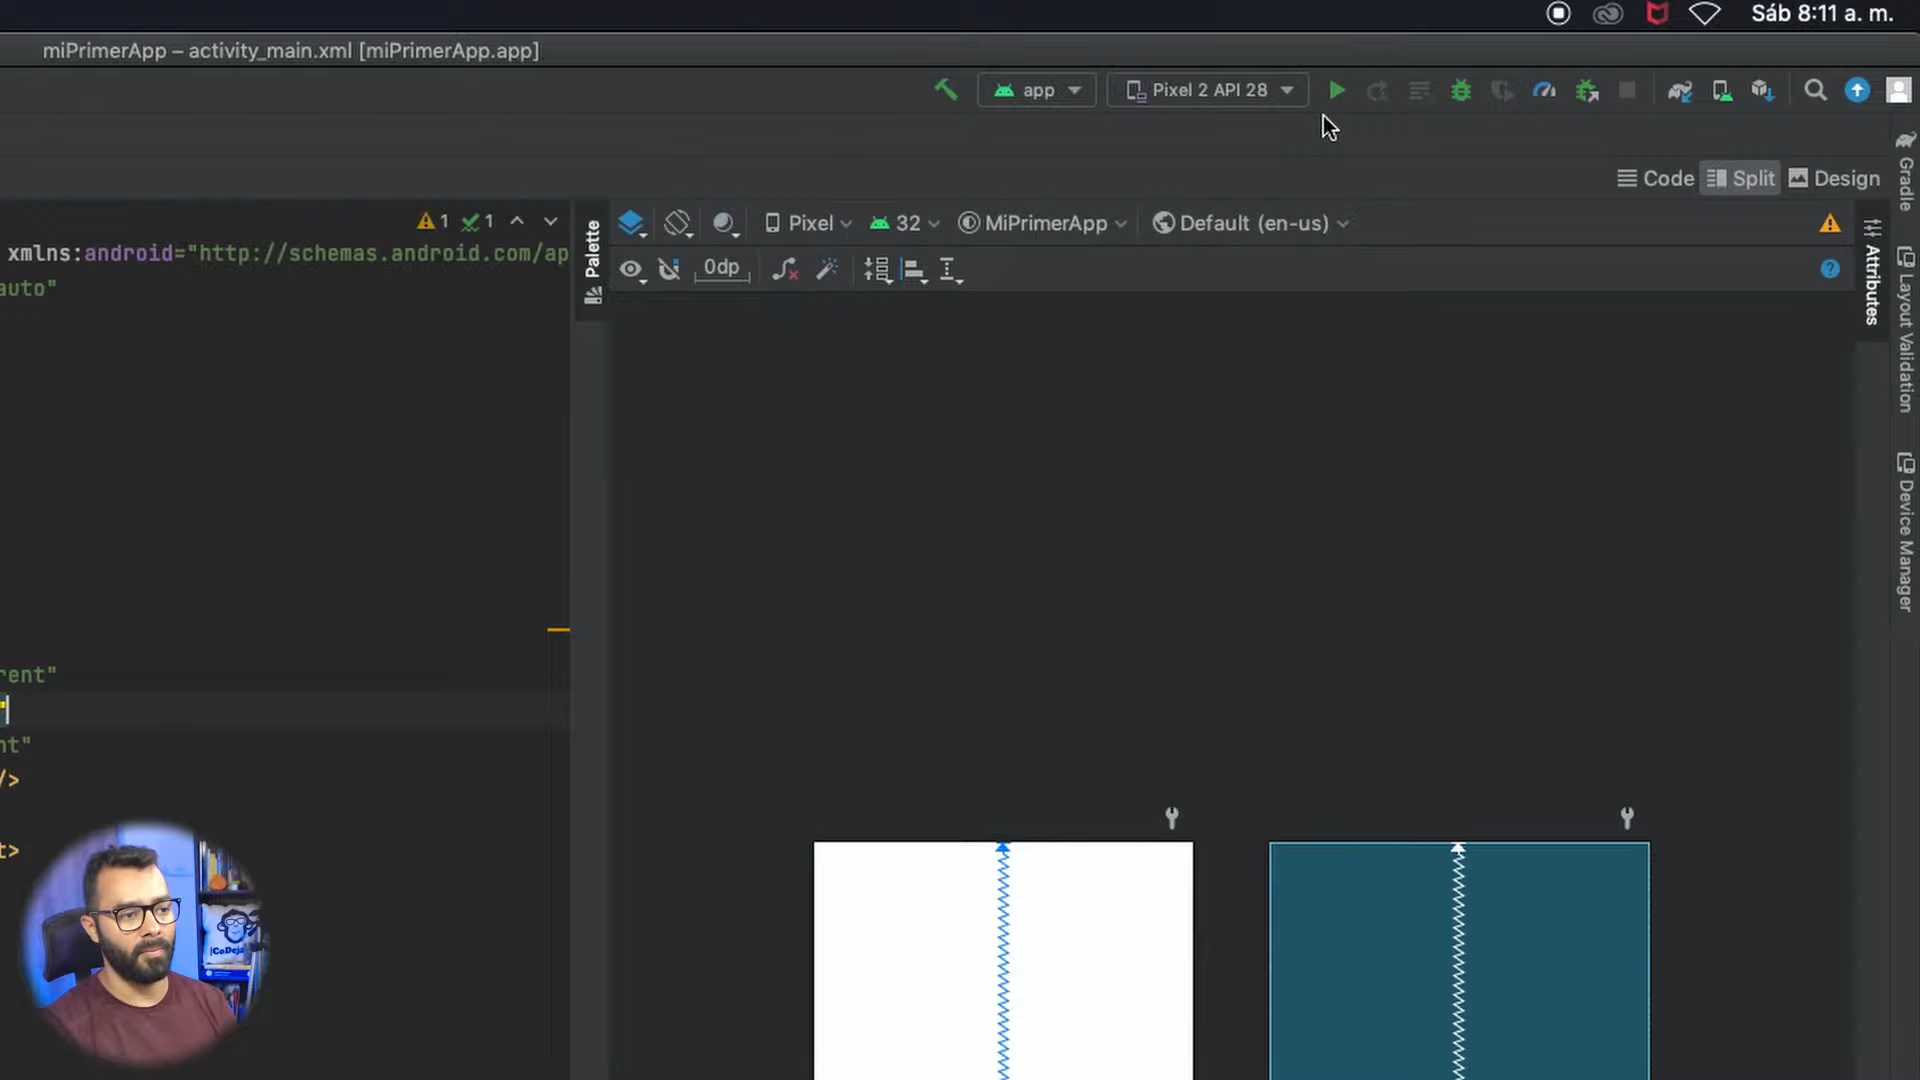 Sáb 8:11 a. m.
miPrimerApp – activity_main.xml [miPrimerApp.app]
app
Pixel 2 API 28
Code
Split
Design
1
1
Pixel
32
MiPrimerApp
Default (en-us)
0dp
Palette
Attributes
Gradle
Layout Validation
Device Manager
xmlns:android="http://schemas.android.com/ap
auto"
rent"
"
nt"
/>
t>
|CoDeja